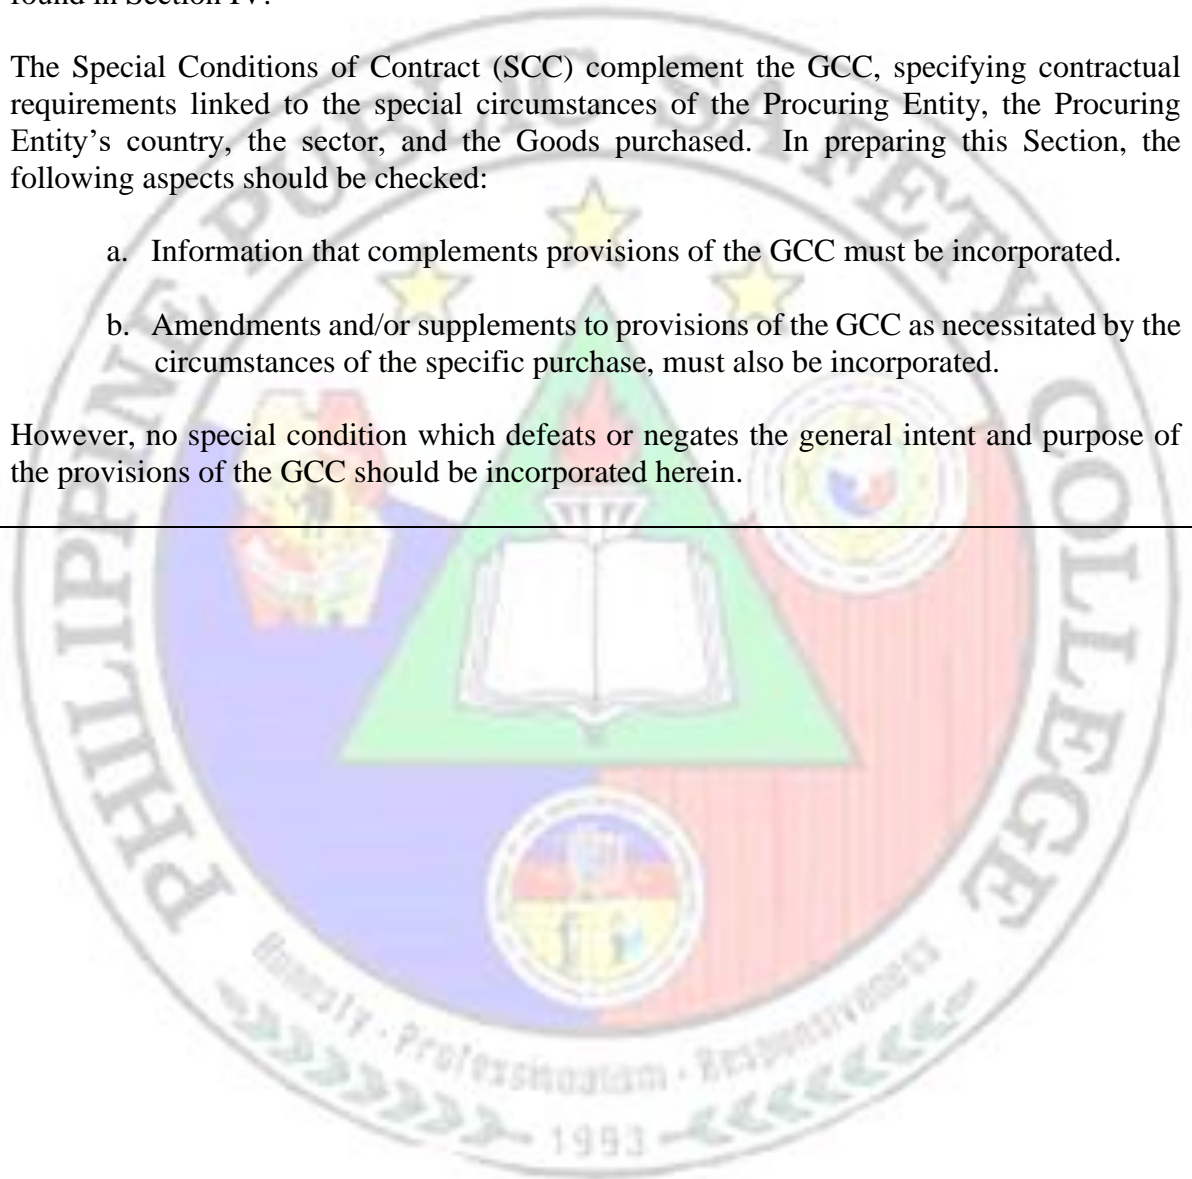 found in Section IV.
The Special Conditions of Contract (SCC) complement the GCC, specifying contractual
requirements linked to the special circumstances of the Procuring Entity, the Procuring
Entity’s country, the sector, and the Goods purchased. In preparing this Section, the
following aspects should be checked:
a. Information that complements provisions of the GCC must be incorporated.
b. Amendments and/or supplements to provisions of the GCC as necessitated by the
circumstances of the specific purchase, must also be incorporated.
However, no special condition which defeats or negates the general intent and purpose of
the provisions of the GCC should be incorporated herein.
PHILIPPINE PUBLIC SAFETY COLLEGE
Honesty · Professionalism · Responsiveness
1993